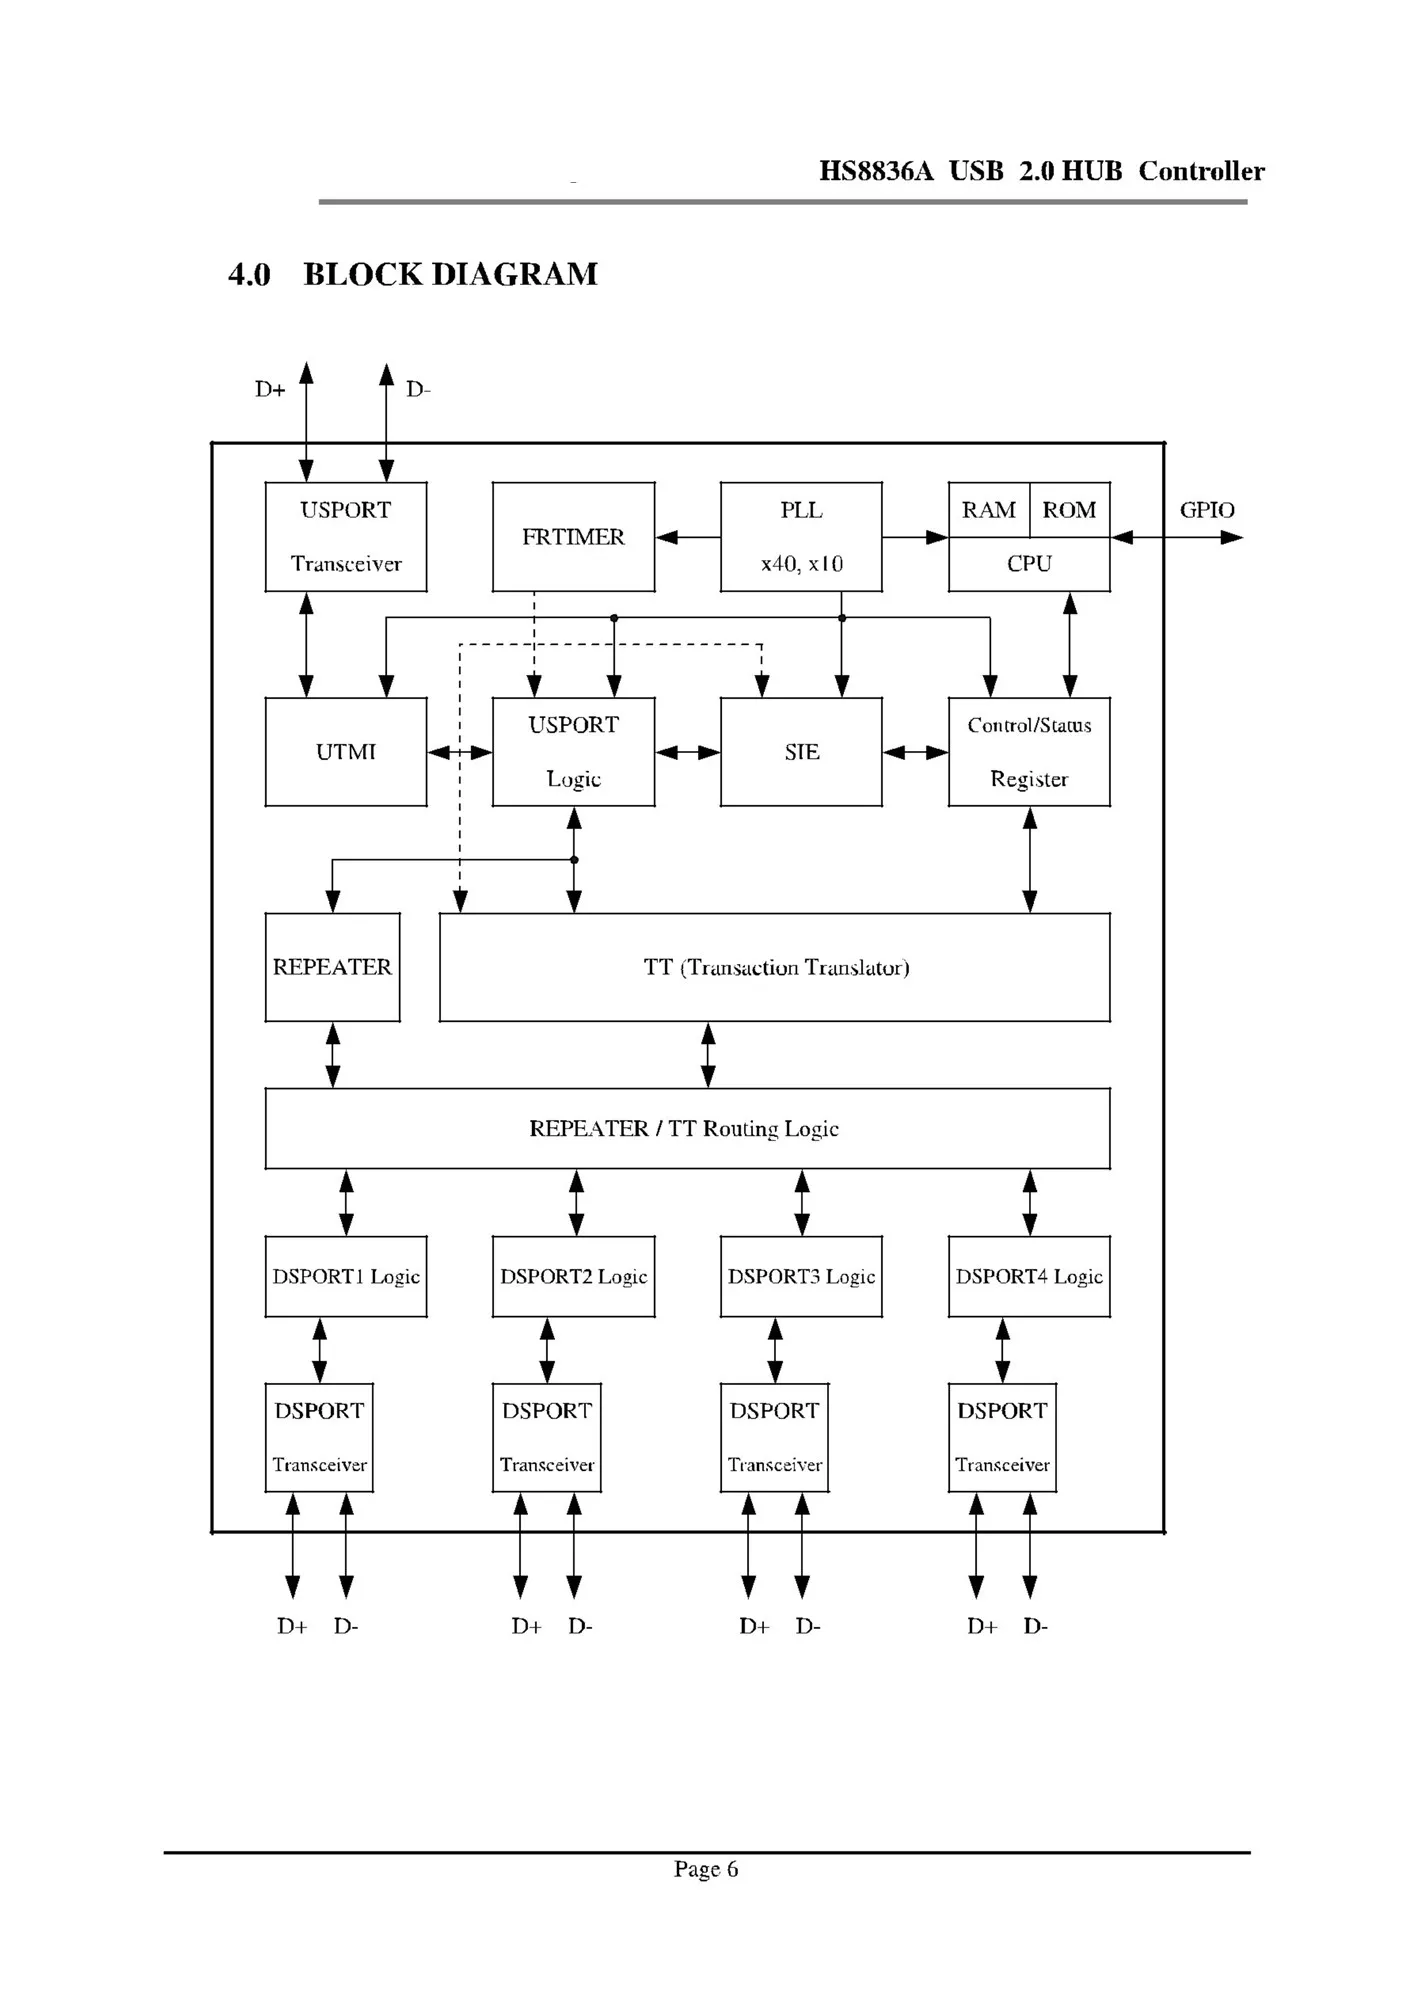 HS8836A USB 2.0 HUB Controller
4.0 BLOCK DIAGRAM
D+ D-
USPORT
Transceiver
FRTIMER
PLL
x40, x10
RAM ROM
CPU
GPIO
UTMI
USPORT
Logic
SIE
Control/Status
Register
REPEATER
TT (Transaction Translator)
REPEATER / TT Routing Logic
DSPORT1 Logic
DSPORT2 Logic
DSPORT3 Logic
DSPORT4 Logic
DSPORT
Transceiver
DSPORT
Transceiver
DSPORT
Transceiver
DSPORT
Transceiver
D+ D-
D+ D-
D+ D-
D+ D-
Page 6